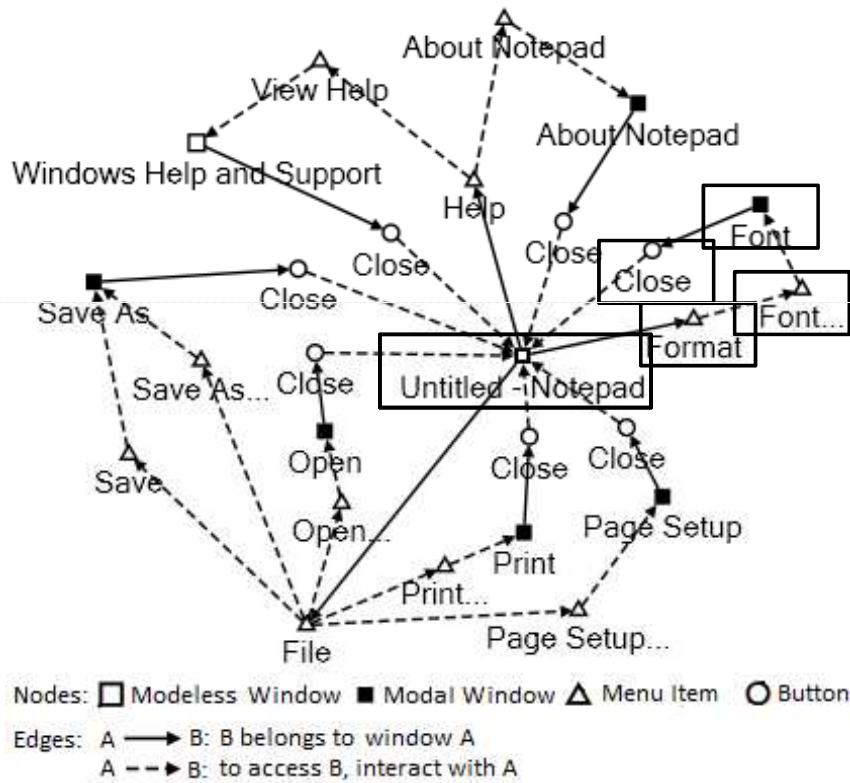 About Notepad
View Help
About Notepad
Windows Help and Support
Help
Font
Close
Close
Close
Close
Font...
Save As
Format
Close
Untitled - Notepad
Save As...
Close
Close
Open
Save
Page Setup
Open...
Print
Print...
File
Page Setup...
Nodes: Modeless Window Modal Window Menu Item Button
Edges: A B: B belongs to window A
A B: to access B, interact with A